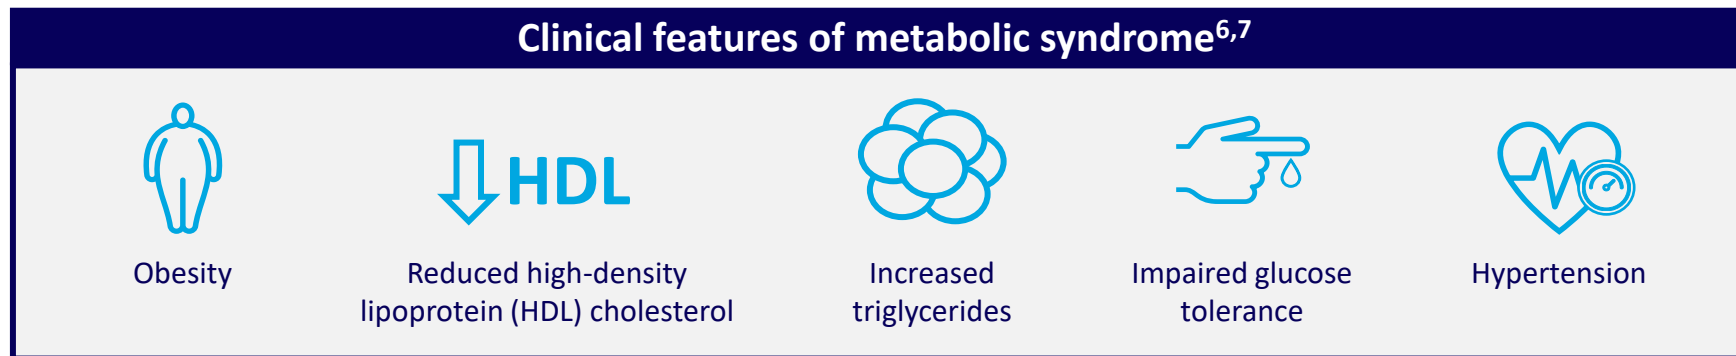 Clinical features of metabolic syndrome6,7
HDL
Obesity
Reduced high-density
lipoprotein (HDL) cholesterol
Increased
triglycerides
Impaired glucose
tolerance
Hypertension